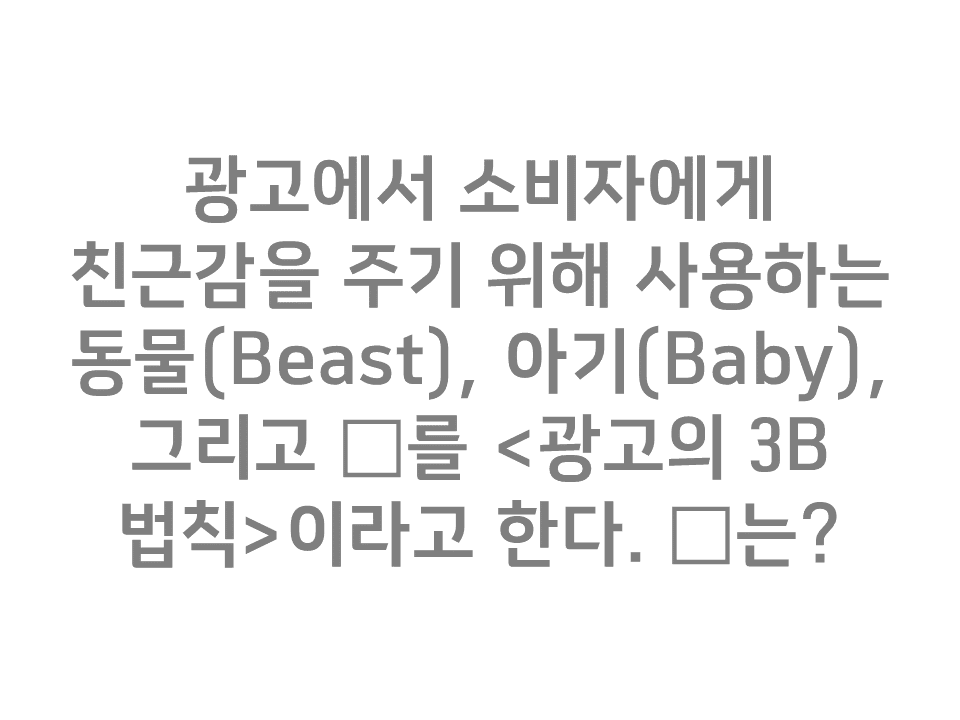 광고에서 소비자에게
친근감을 주기 위해 사용하는
동물(Beast), 아기(Baby),
그리고 □를 <광고의 3B
법칙>이라고 한다. □는?